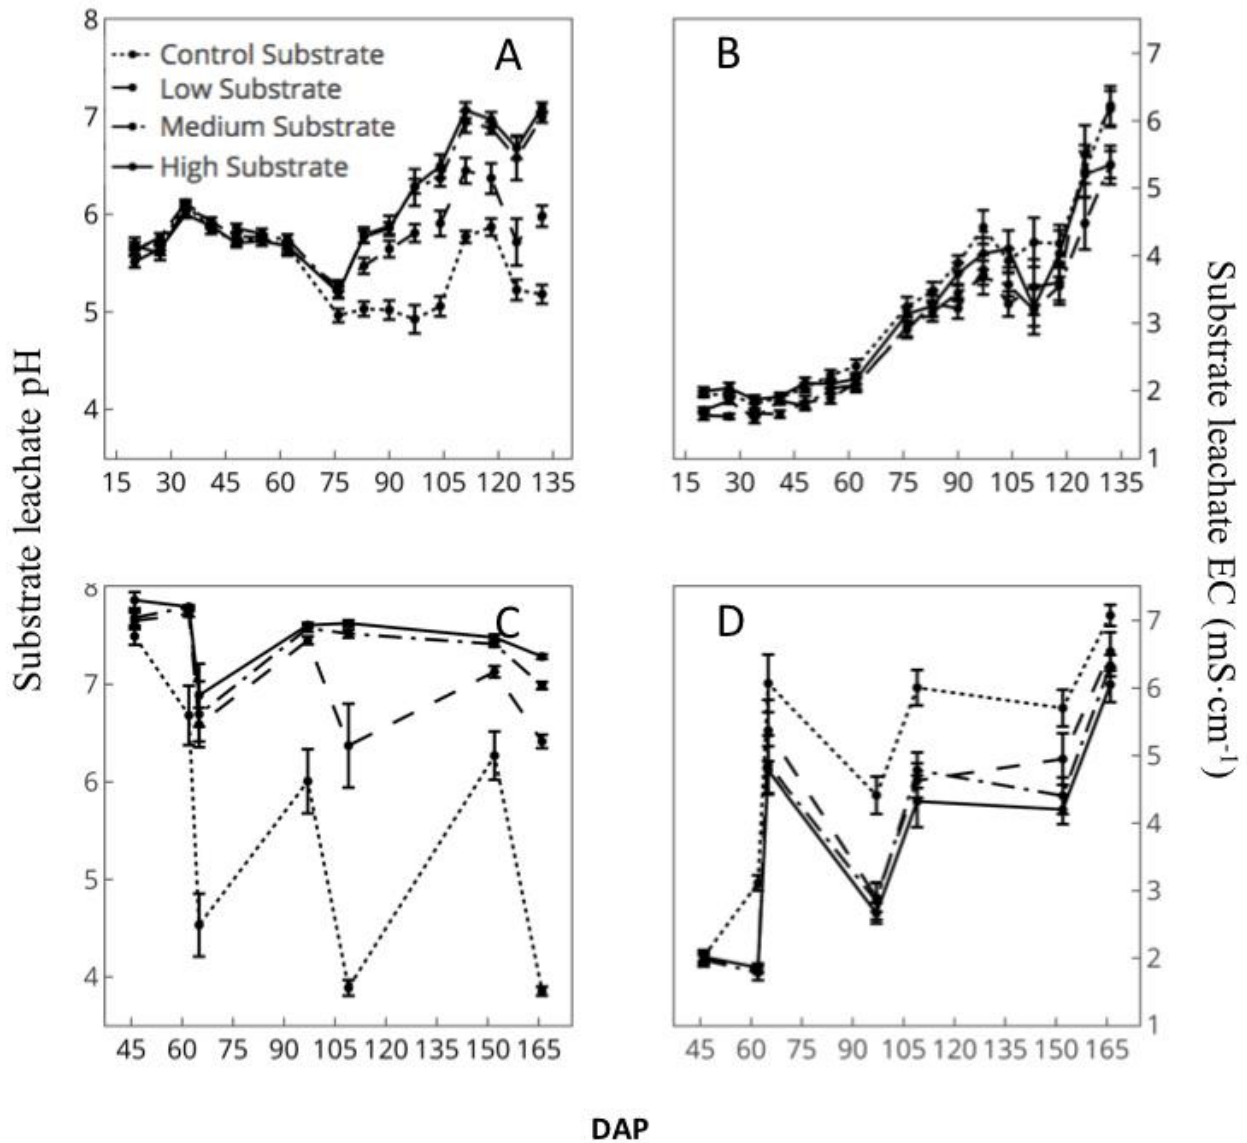 8
7
6
5
4
Control Substrate
Low Substrate
Medium Substrate
High Substrate
A
15 30 45 60 75 90 105 120 135
B
7
6
5
4
3
2
1
15 30 45 60 75 90 105 120 135
Substrate leachate pH
Substrate leachate EC (mS·cm⁻¹)
8
7
6
5
4
C
45 60 75 90 105 120 135 150 165
D
7
6
5
4
3
2
1
45 60 75 90 105 120 135 150 165
DAP